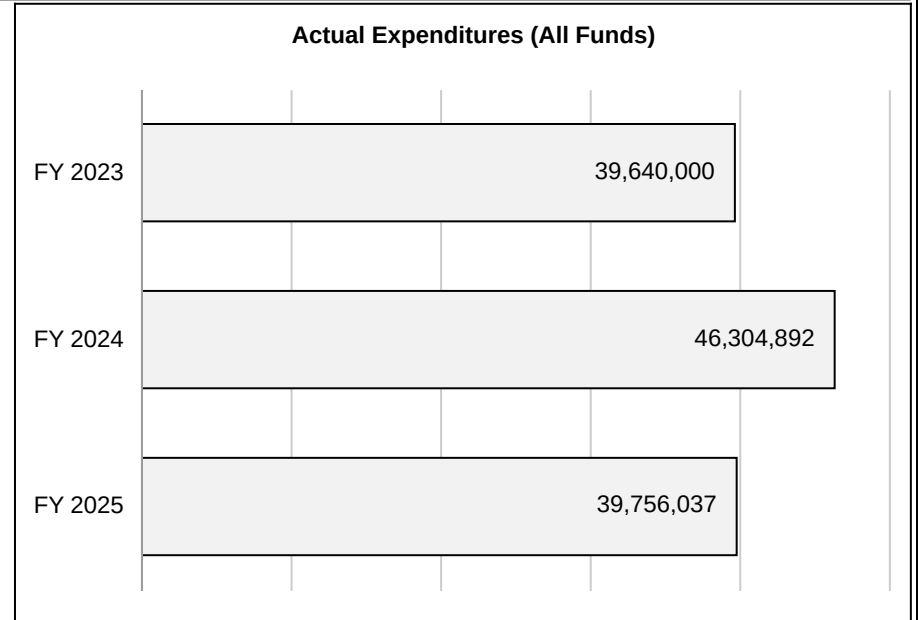 Actual Expenditures (All Funds)
FY 2023
39,640,000
FY 2024
46,304,892
FY 2025
39,756,037